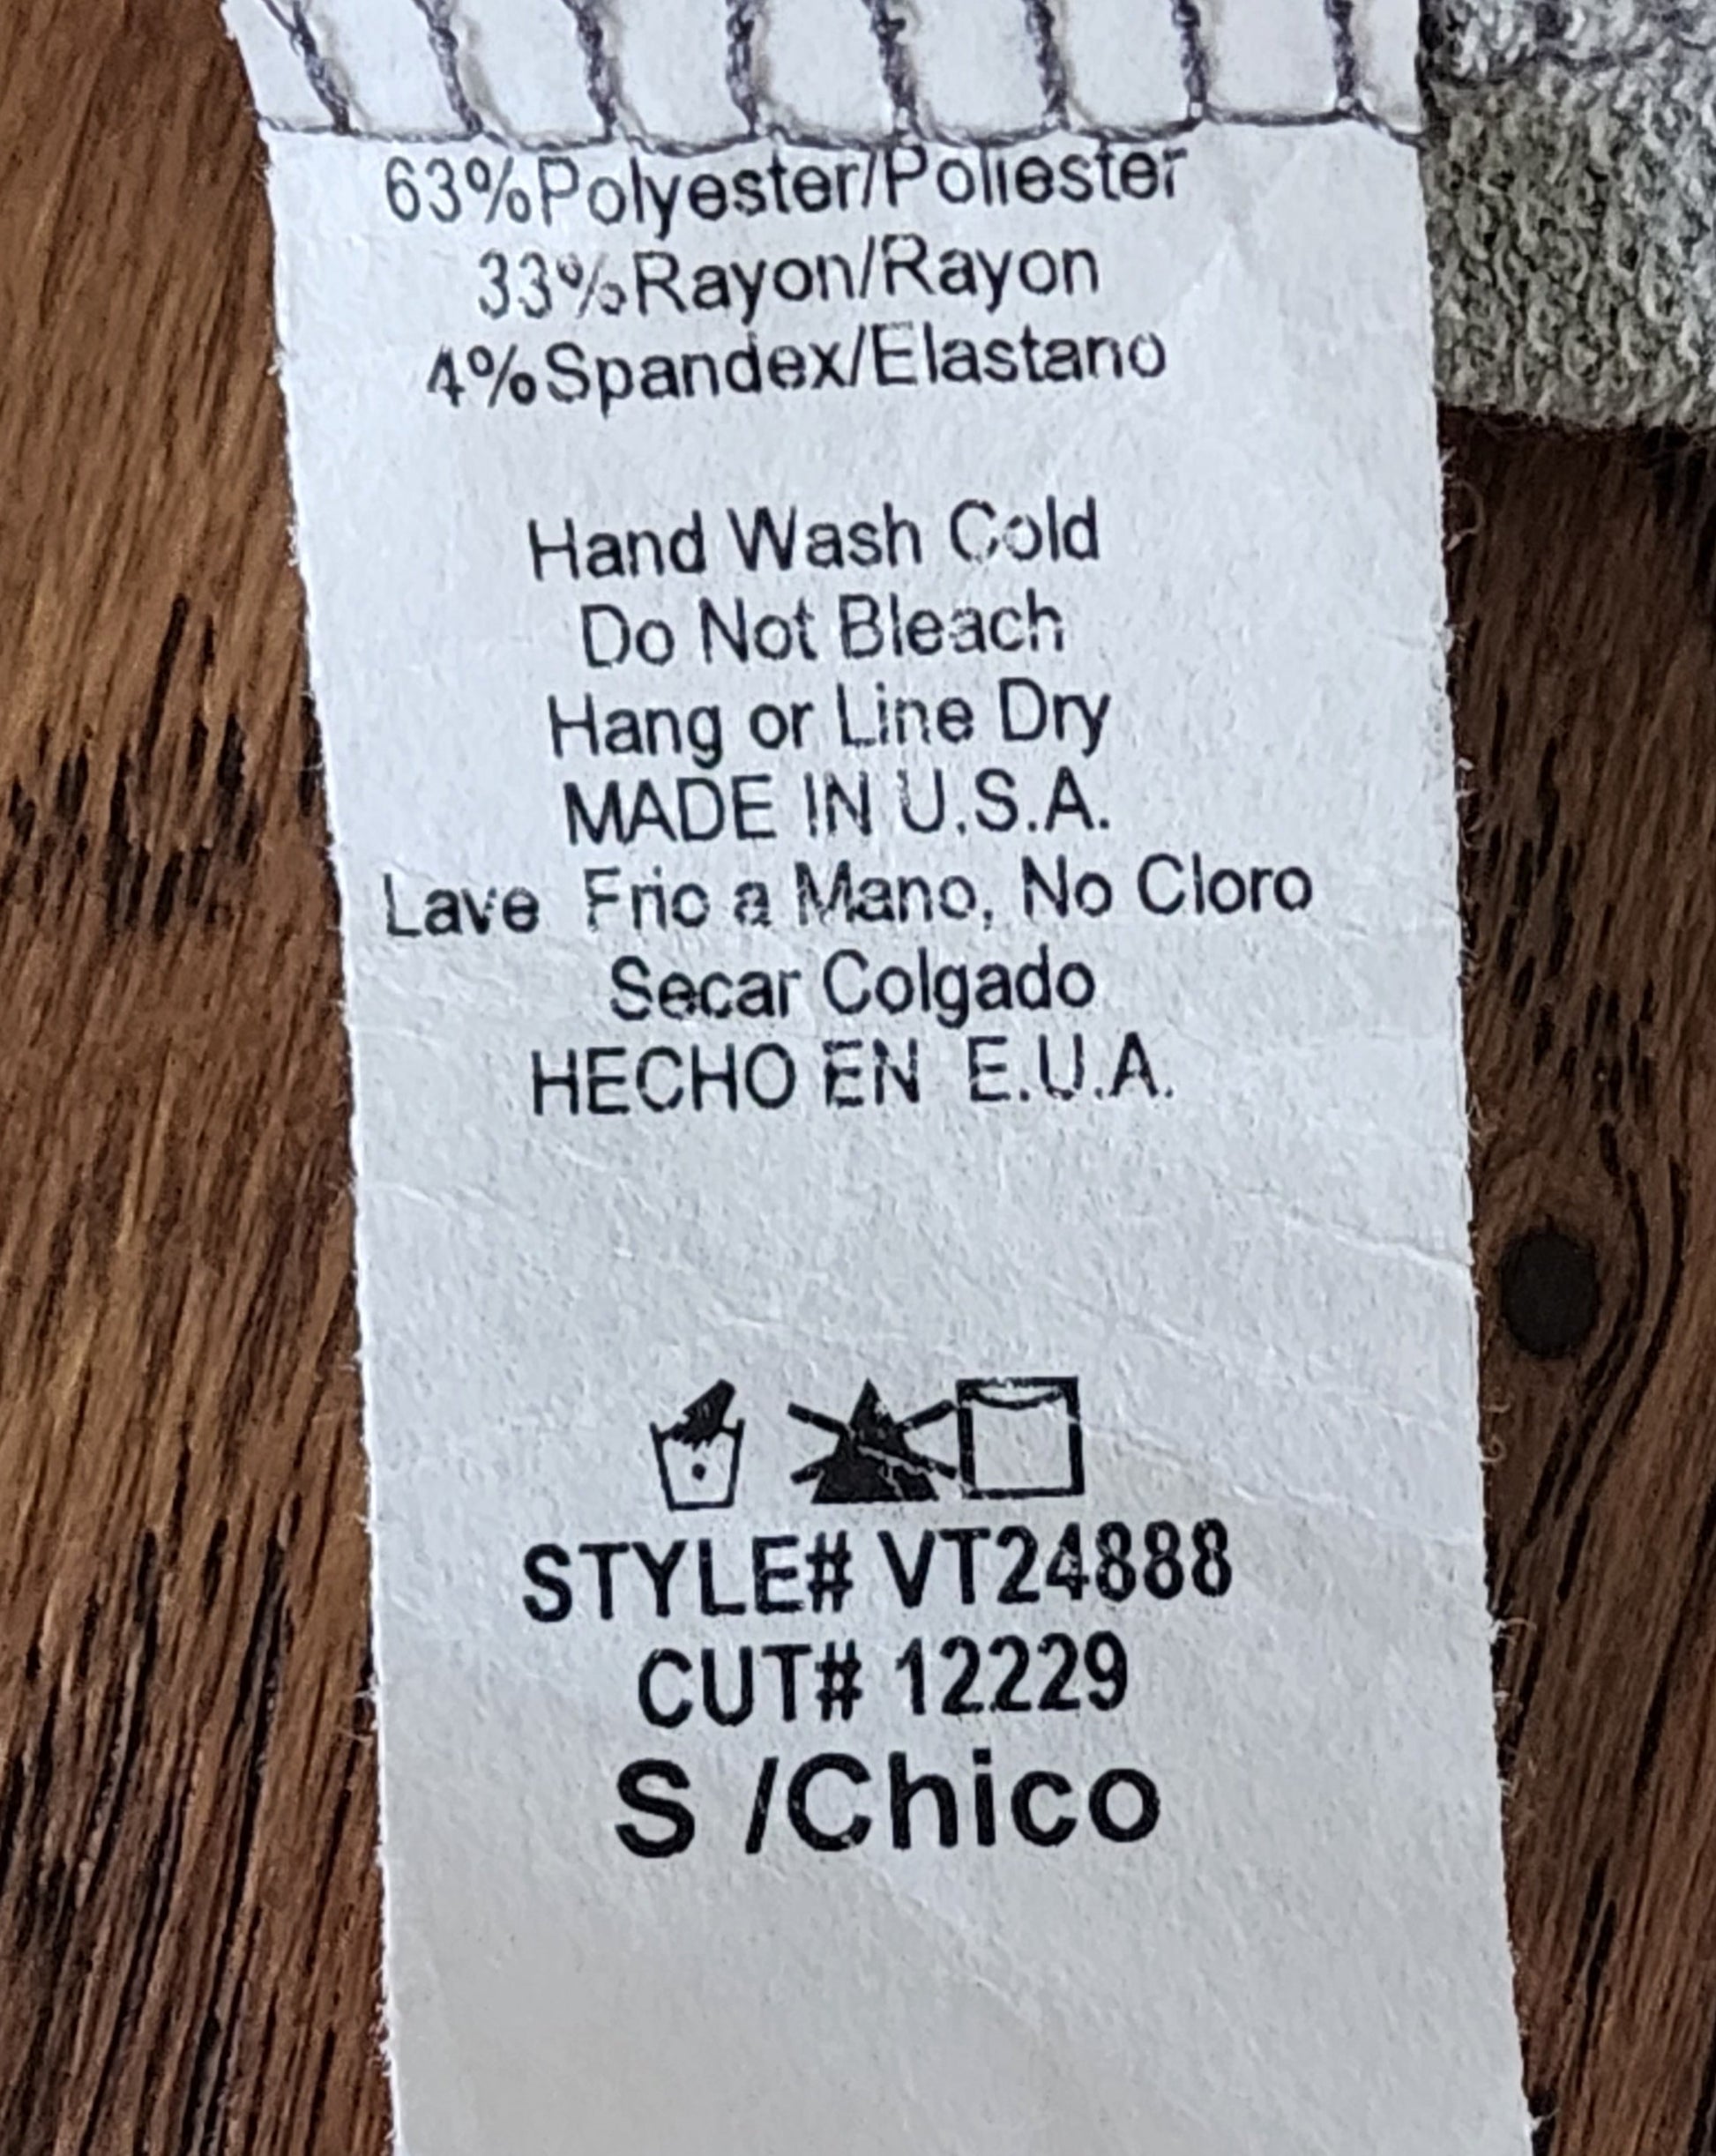 63%Polyester/Poliester
33%Rayon/Rayon
4%Spandex/Elastano
Hand Wash Cold
Do Not Bleach
Hang or Line Dry
MADE IN U.S.A.
Lave Frio a Mano, No Cloro
Secar Colgado
HECHO EN E.U.A.
STYLE# VT24888
CUT# 12229
S /Chico